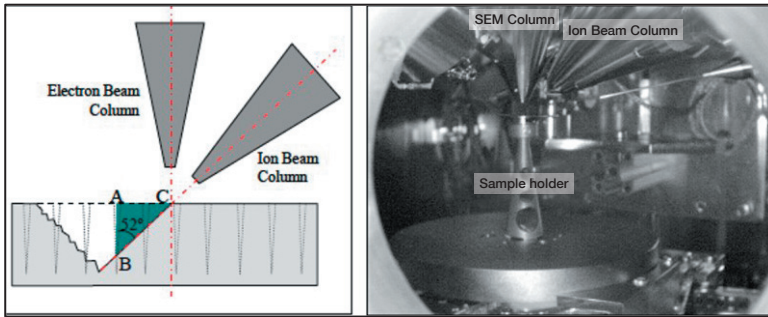 Electron Beam
Column
Ion Beam
Column
A
C
52°
B
SEM Column
Ion Beam Column
Sample holder